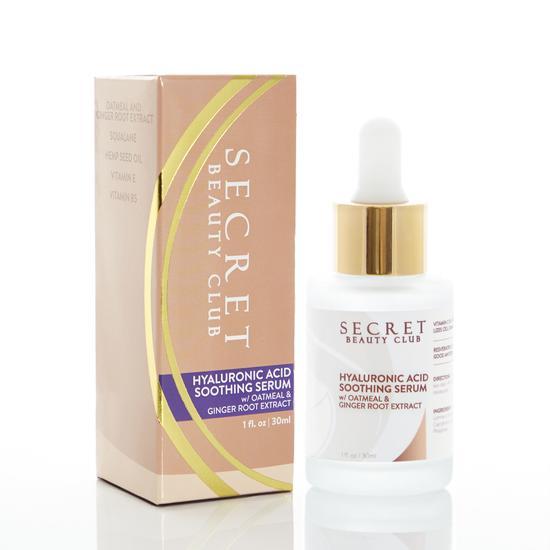 OATMEAL AND
GINGER ROOT EXTRACT
SQUALANE
HEMP SEED OIL
VITAMIN E
VITAMIN B5
SECRET
BEAUTY CLUB
HYALURONIC ACID
SOOTHING SERUM
w/ OATMEAL &
GINGER ROOT EXTRACT
1 fl. oz | 30ml
SECRET
BEAUTY CLUB
HYALURONIC ACID
SOOTHING SERUM
w/ OATMEAL &
GINGER ROOT EXTRACT
1 fl. oz | 30ml